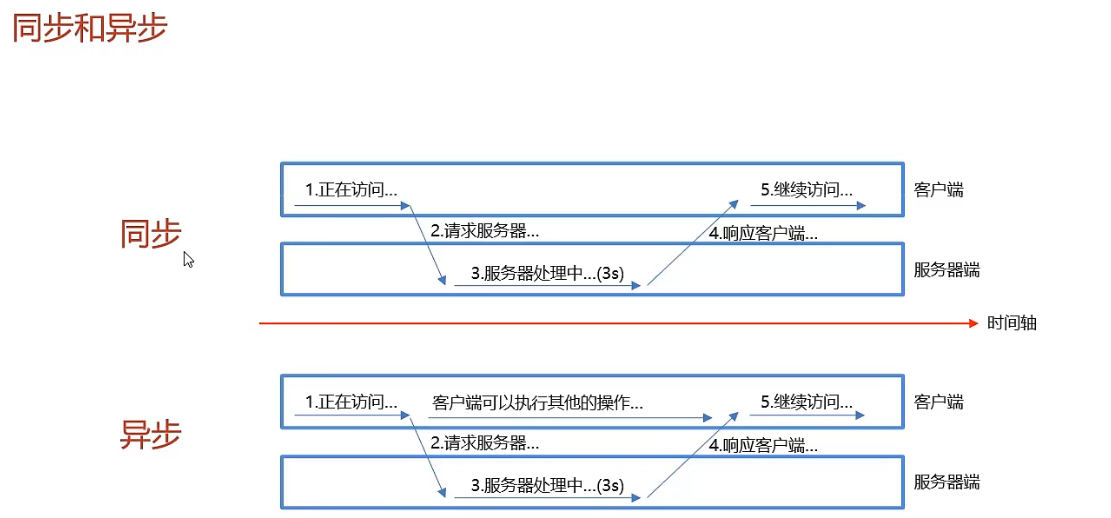 同步和异步
1.正在访问...
5.继续访问...
客户端
同步
2.请求服务器...
4.响应客户端...
3.服务器处理中...(3s)
服务器端
时间轴
1.正在访问...
客户端可以执行其他的操作...
5.继续访问...
客户端
异步
2.请求服务器...
4.响应客户端...
3.服务器处理中...(3s)
服务器端